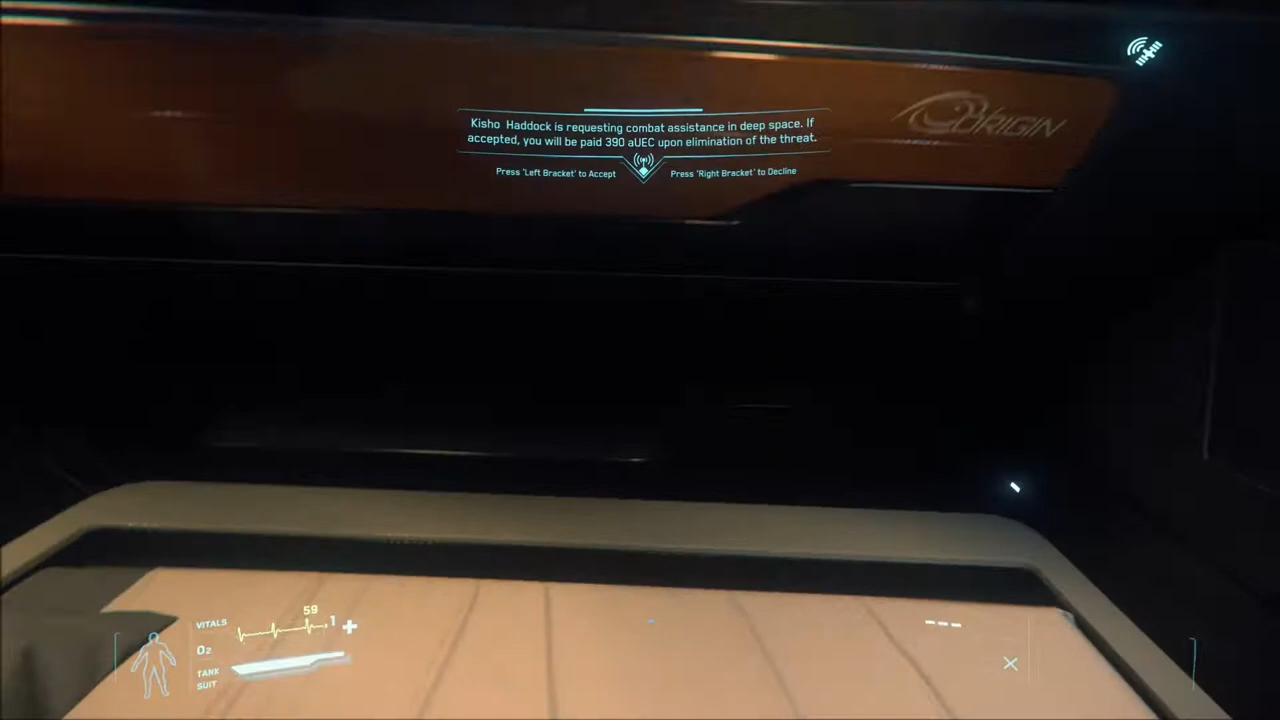 Kisho Haddock is requesting combat assistance in deep space. If
accepted, you will be paid 390 aUEC upon elimination of the threat.
Press 'Left Bracket' to Accept
Press 'Right Bracket' to Decline
ORIGIN
59
VITALS
1
O2
TANK
SUIT